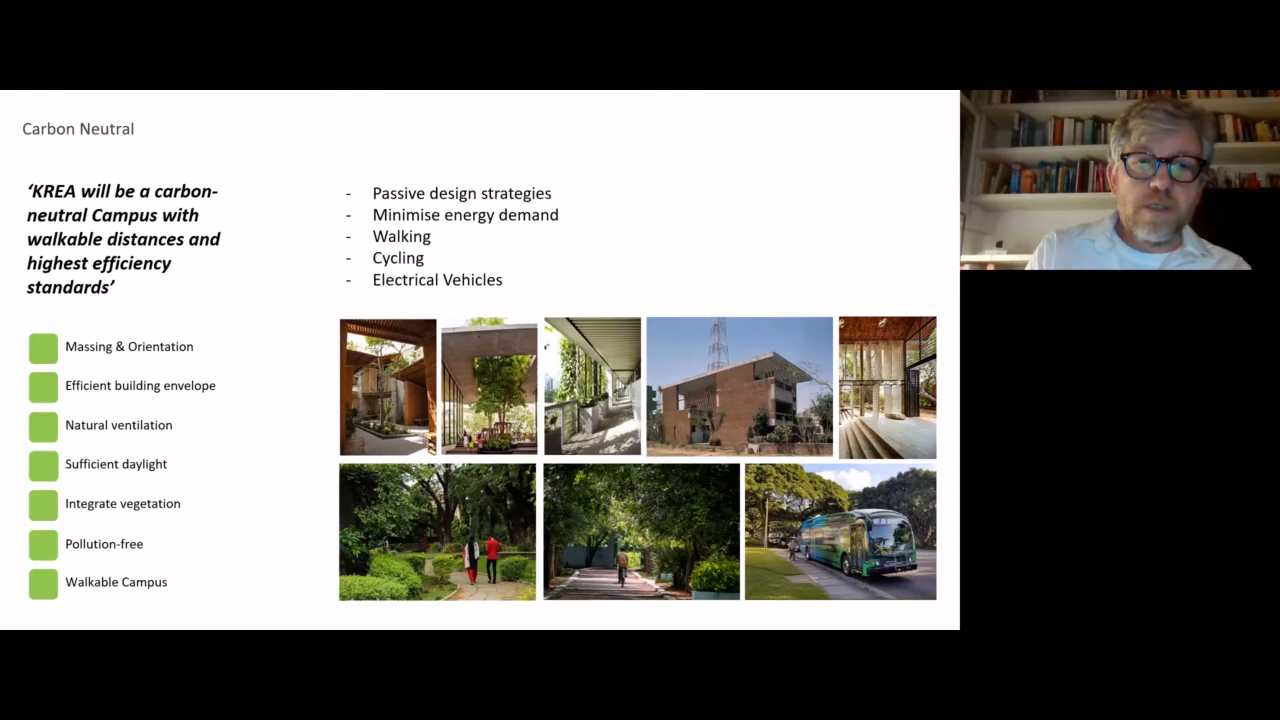 Carbon Neutral
‘KREA will be a carbon-
neutral Campus with
walkable distances and
highest efficiency
standards’
- Passive design strategies
- Minimise energy demand
- Walking
- Cycling
- Electrical Vehicles
Massing & Orientation
Efficient building envelope
Natural ventilation
Sufficient daylight
Integrate vegetation
Pollution-free
Walkable Campus